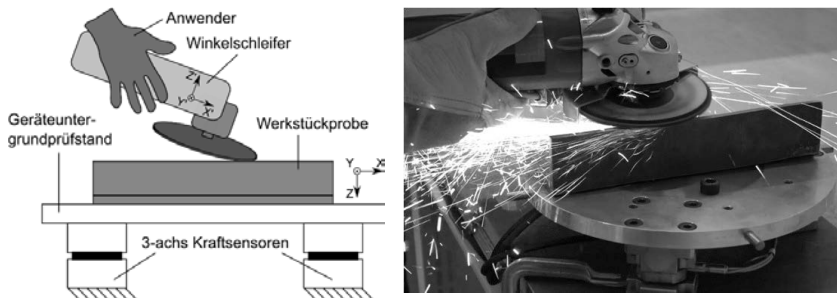 Anwender
Winkelschleifer
Z'
Y'
X'
Geräteunter-
grundprüfstand
Werkstückprobe
Y
X
Z
3-achs Kraftsensoren